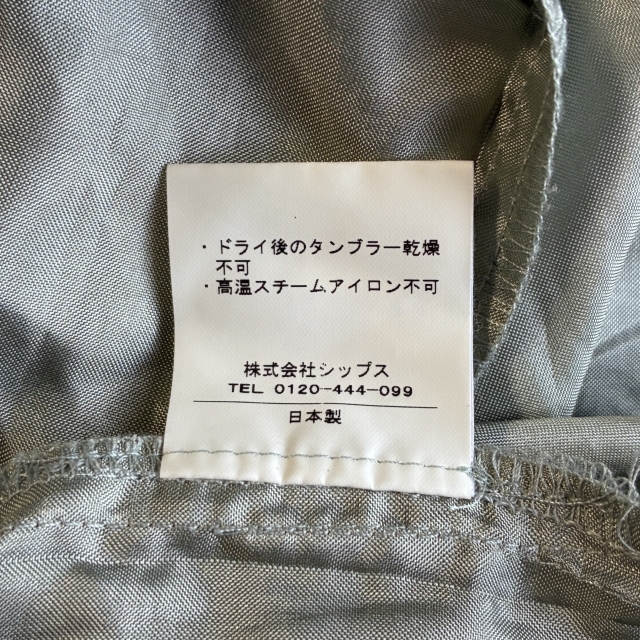 ・ドライ後のタンブラー乾燥
不可
・高温スチームアイロン不可
株式会社シップス
TEL 0120-444-099
日本製